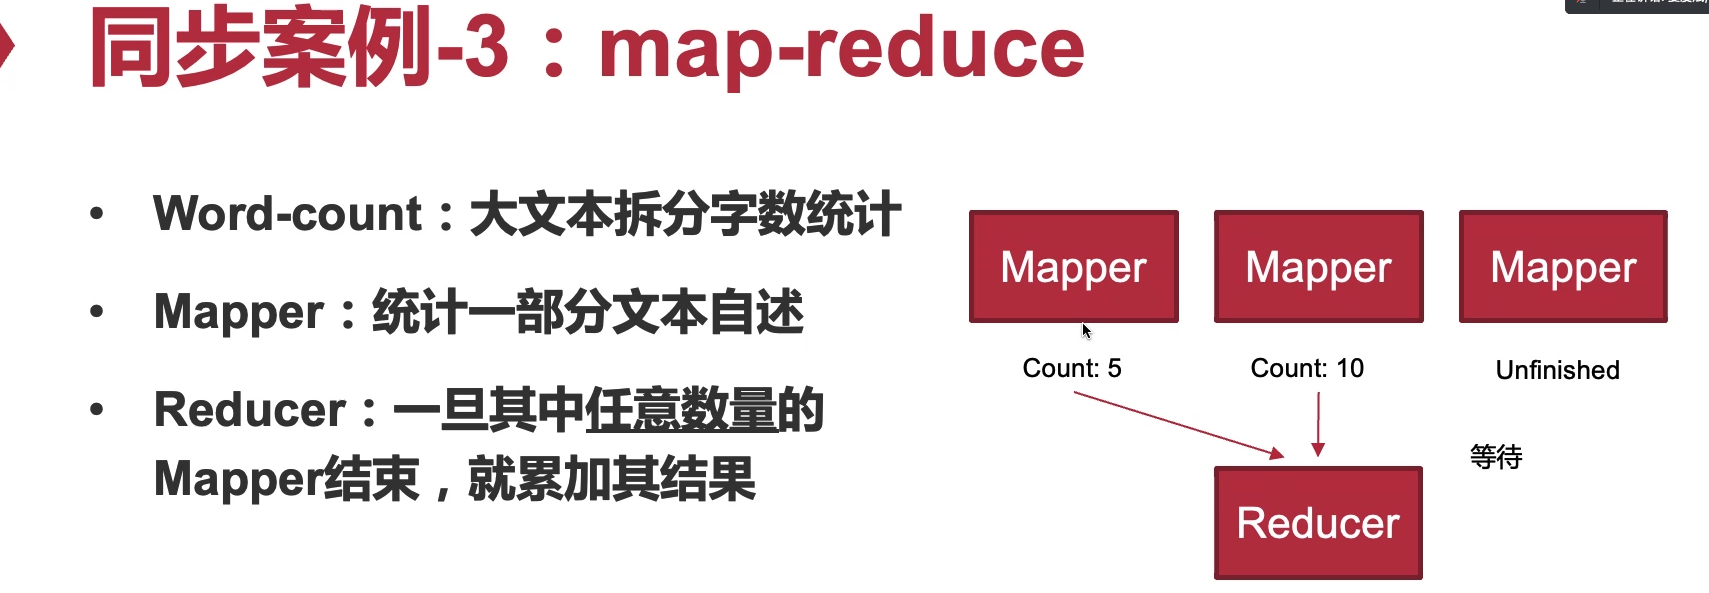 同步案例-3：map-reduce
• Word-count：大文本拆分字数统计
• Mapper：统计一部分文本自述
• Reducer：一旦其中任意数量的
Mapper结束，就累加其结果
Mapper Mapper Mapper
Count: 5 Count: 10 Unfinished
等待
Reducer